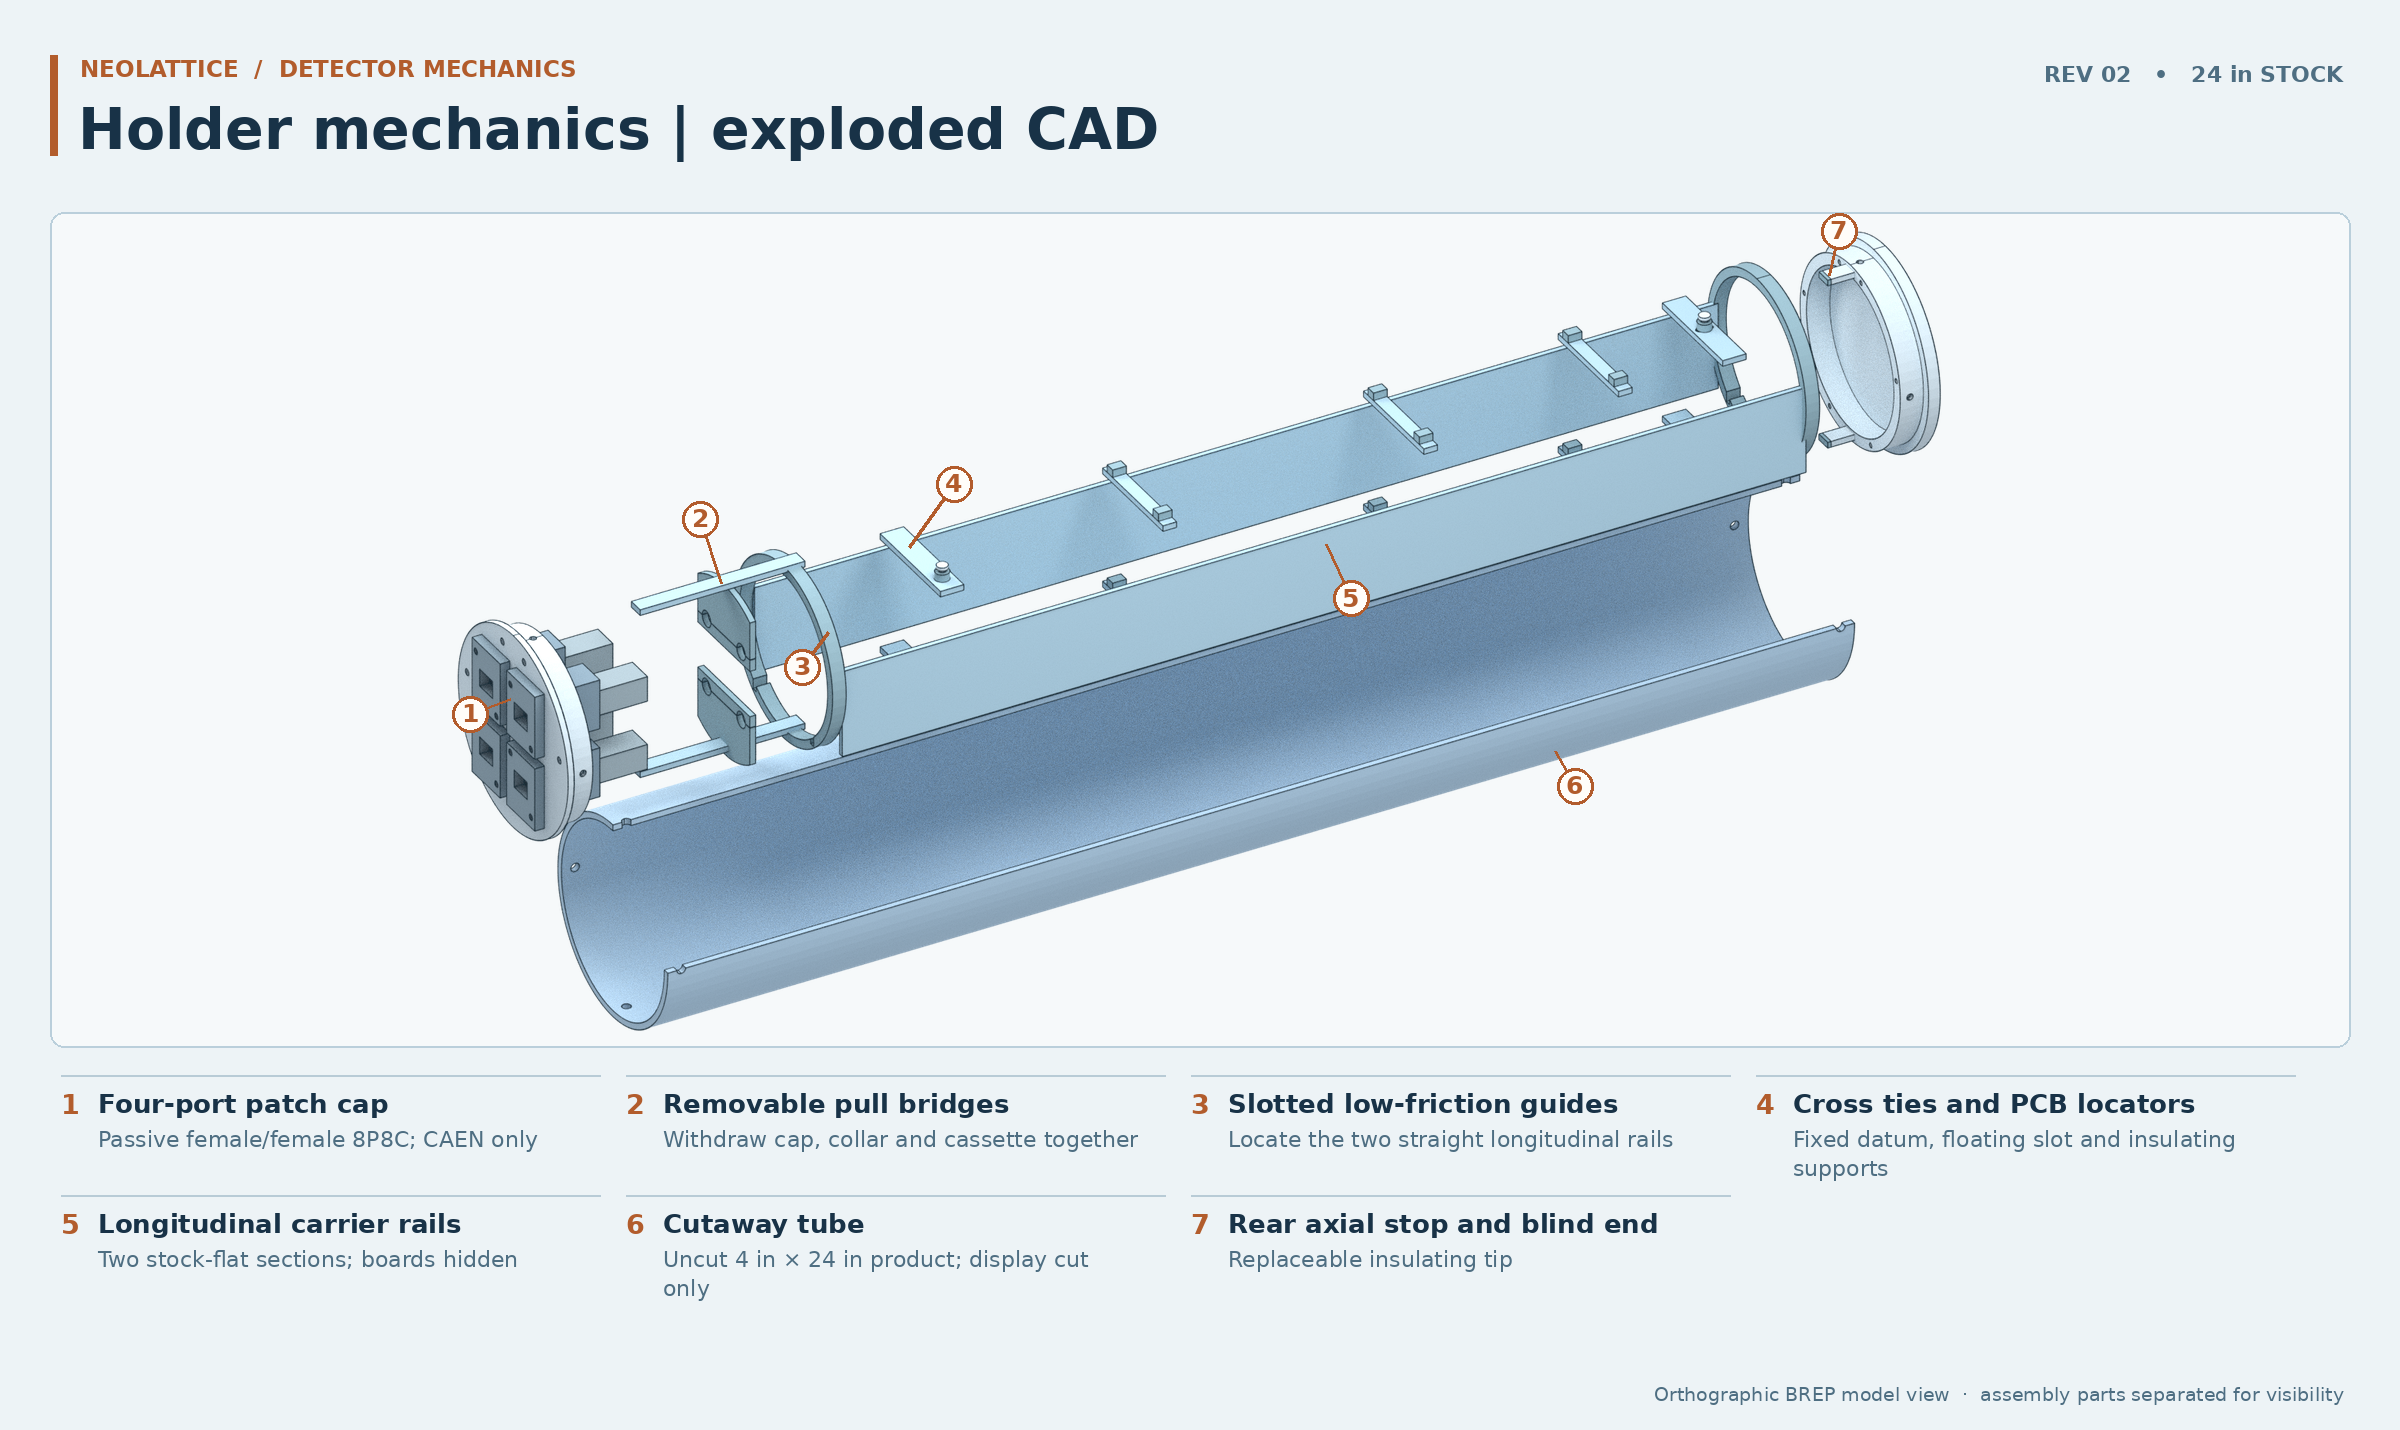 NEOLATTICE / DETECTOR MECHANICS
REV 02 • 24 in STOCK
Holder mechanics | exploded CAD
7
4
2
5
3
1
6
1 Four-port patch cap
Passive female/female 8P8C; CAEN only
2 Removable pull bridges
Withdraw cap, collar and cassette together
3 Slotted low-friction guides
Locate the two straight longitudinal rails
4 Cross ties and PCB locators
Fixed datum, floating slot and insulating
supports
5 Longitudinal carrier rails
Two stock-flat sections; boards hidden
6 Cutaway tube
Uncut 4 in × 24 in product; display cut
only
7 Rear axial stop and blind end
Replaceable insulating tip
Orthographic BREP model view · assembly parts separated for visibility